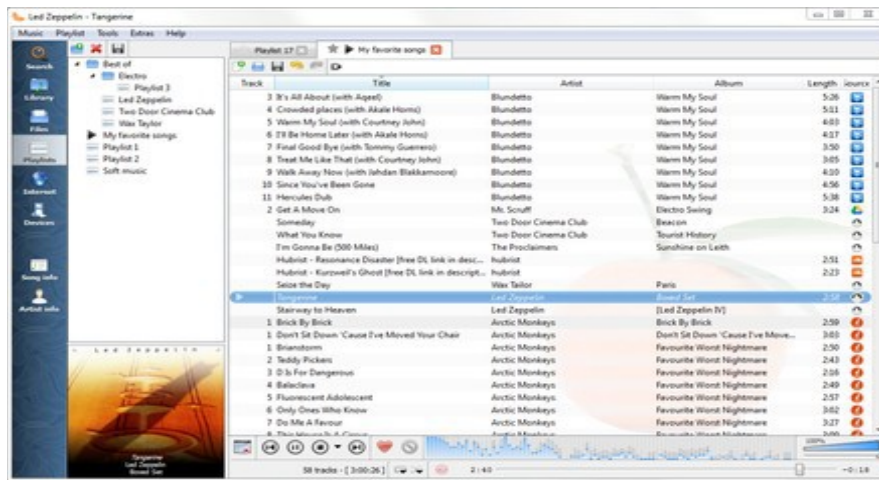 Led Zeppelin - Tangerine
Music Playlist Tools Extras Help
Search
Library
Files
Playlists
Internet
Devices
Song info
Artist info
Best of
Electro
Playlist 3
Led Zeppelin
Two Door Cinema Club
Wax Taylor
My favorite songs
Playlist 1
Playlist 2
Soft music
Led Zeppelin
Tangerine
Led Zeppelin
Boxed Set
Playlist 17 My favorite songs
Track Title Artist Album Length
3 It's All About (with Aqeel) Blundetto Warm My Soul 5:26
4 Crowded places (with Akale Horns) Blundetto Warm My Soul 5:11
5 Warm My Soul (with Courtney John) Blundetto Warm My Soul 4:03
6 I'll Be Home Later (with Akale Horns) Blundetto Warm My Soul 4:17
7 Final Good Bye (with Tommy Guerrero) Blundetto Warm My Soul 3:50
8 Treat Me Like That (with Courtney John) Blundetto Warm My Soul 3:05
9 Walk Away Now (with Jahdan Blakkamoore) Blundetto Warm My Soul 4:10
10 Since You've Been Gone Blundetto Warm My Soul 4:56
11 Hercules Dub Blundetto Warm My Soul 5:38
2 Get A Move On Mr. Scruff Electro Swing 3:24
Someday Two Door Cinema Club Beacon
What You Know Two Door Cinema Club Tourist History
I'm Gonna Be (500 Miles) The Proclaimers Sunshine on Leith
Hubrist - Resonance Disaster [free DL link in desc... hubrist 2:51
Hubrist - Kurzweil's Ghost [free DL link in descript... hubrist 2:23
Seize the Day Wax Tailor Paris
Tangerine Led Zeppelin Boxed Set 2:58
Stairway to Heaven Led Zeppelin [Led Zeppelin IV]
1 Brick By Brick Arctic Monkeys Brick By Brick 2:59
1 Don't Sit Down 'Cause I've Moved Your Chair Arctic Monkeys Don't Sit Down 'Cause I've Move... 3:03
1 Brianstorm Arctic Monkeys Favourite Worst Nightmare 2:50
2 Teddy Pickers Arctic Monkeys Favourite Worst Nightmare 2:43
3 D Is For Dangerous Arctic Monkeys Favourite Worst Nightmare 2:16
4 Balaclava Arctic Monkeys Favourite Worst Nightmare 2:49
5 Fluorescent Adolescent Arctic Monkeys Favourite Worst Nightmare 2:57
6 Only Ones Who Know Arctic Monkeys Favourite Worst Nightmare 3:02
7 Do Me A Favour Arctic Monkeys Favourite Worst Nightmare 3:27
100%
58 tracks - [3:00:26] 2:40 -0:18